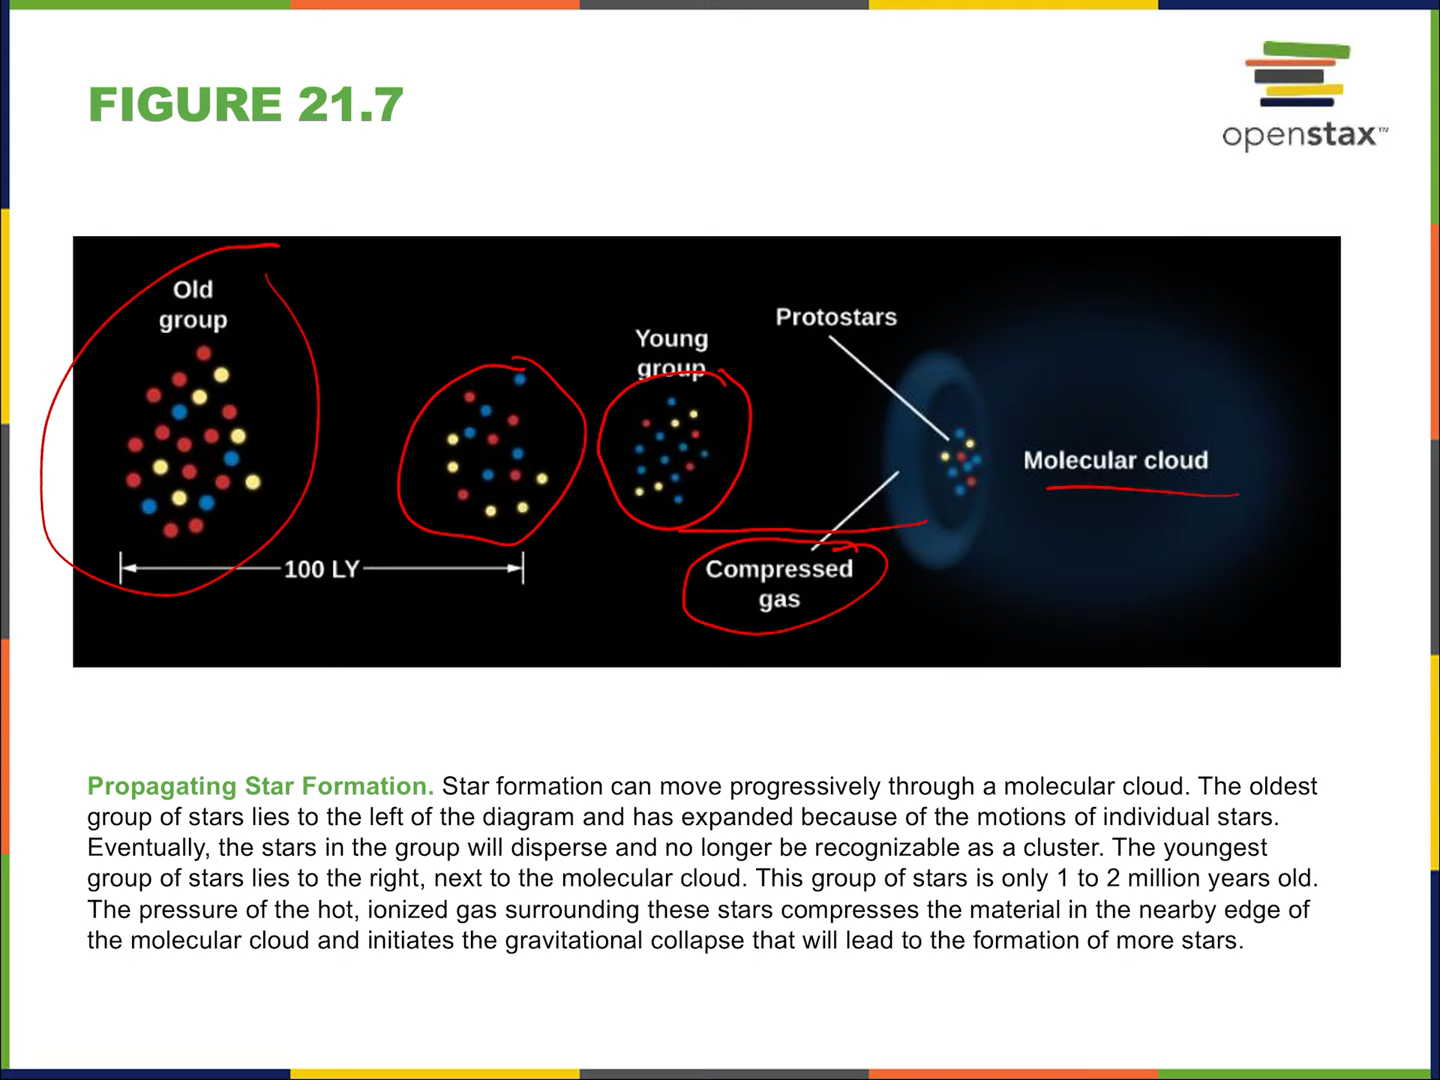 FIGURE 21.7
openstax™
Old
group
Young
group
Protostars
Molecular cloud
100 LY
Compressed
gas
Propagating Star Formation. Star formation can move progressively through a molecular cloud. The oldest
group of stars lies to the left of the diagram and has expanded because of the motions of individual stars.
Eventually, the stars in the group will disperse and no longer be recognizable as a cluster. The youngest
group of stars lies to the right, next to the molecular cloud. This group of stars is only 1 to 2 million years old.
The pressure of the hot, ionized gas surrounding these stars compresses the material in the nearby edge of
the molecular cloud and initiates the gravitational collapse that will lead to the formation of more stars.